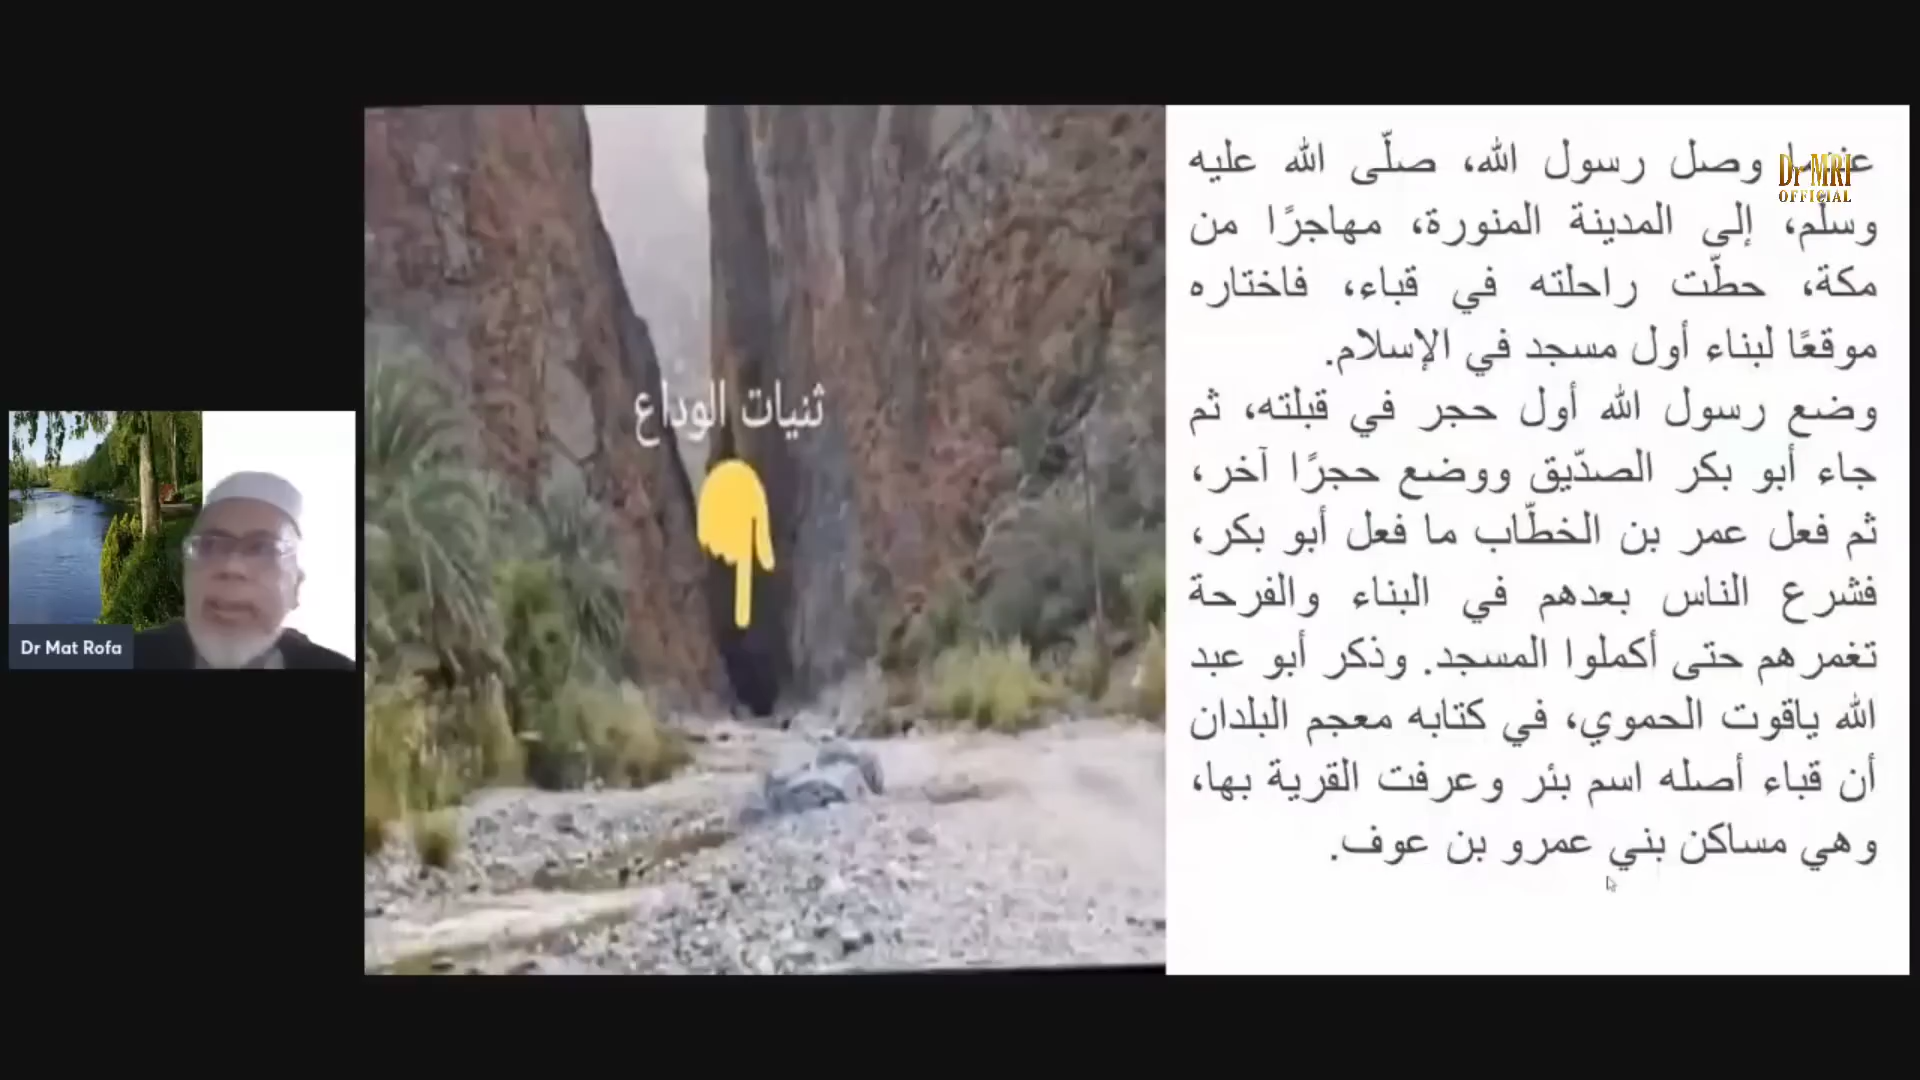 عندما وصل رسول الله، صلّى الله عليه
وسلّم، إلى المدينة المنورة، مهاجرًا من
مكة، حطّت راحلته في قباء، فاختاره
موقعًا لبناء أول مسجد في الإسلام.
وضع رسول الله أول حجر في قبلته، ثم
جاء أبو بكر الصدّيق ووضع حجرًا آخر،
ثم فعل عمر بن الخطّاب ما فعل أبو بكر،
فشرع الناس بعدهم في البناء والفرحة
تغمرهم حتى أكملوا المسجد. وذكر أبو عبد
الله ياقوت الحموي، في كتابه معجم البلدان
أن قباء أصله اسم بئر وعرفت القرية بها،
وهي مساكن بني عمرو بن عوف.
Dr MRI
OFFICIAL
ثنيات الوداع
Dr Mat Rofa